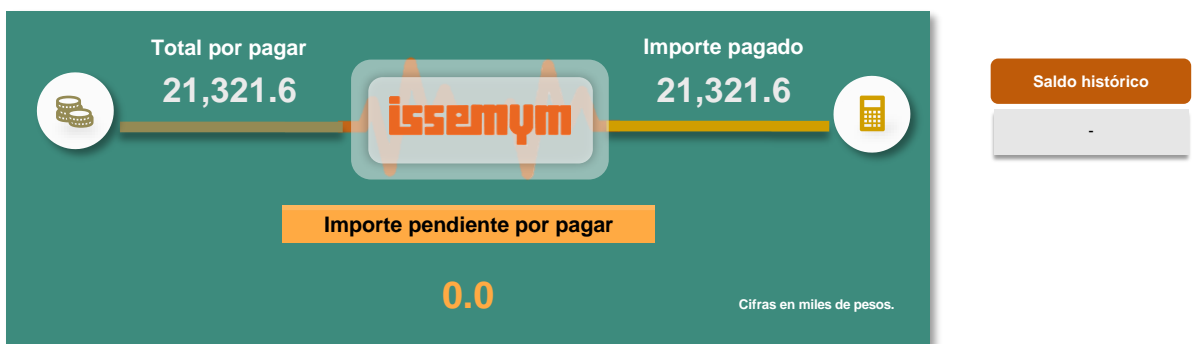 Total por pagar
21,321.6
issemym
Importe pagado
21,321.6
Importe pendiente por pagar
0.0
Cifras en miles de pesos.
Saldo histórico
-